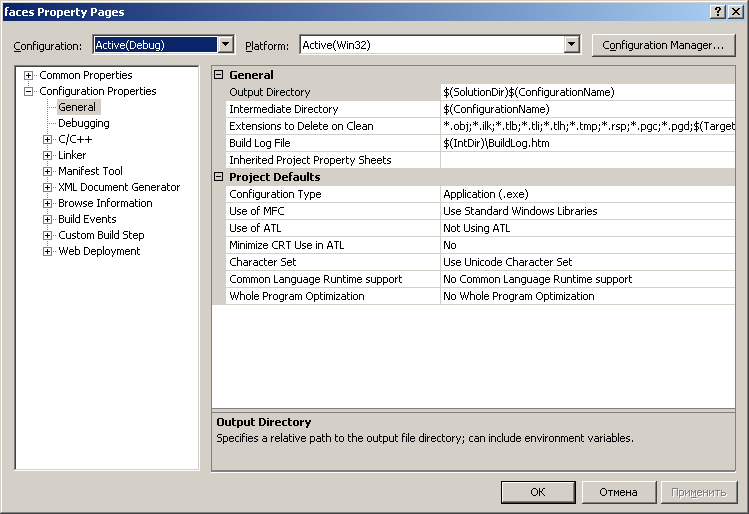 faces Property Pages
Configuration: Active(Debug) Platform: Active(Win32) Configuration Manager...
Common Properties
Configuration Properties
General
Debugging
C/C++
Linker
Manifest Tool
XML Document Generator
Browse Information
Build Events
Custom Build Step
Web Deployment
General
Output Directory $(SolutionDir)$(ConfigurationName)
Intermediate Directory $(ConfigurationName)
Extensions to Delete on Clean *.obj;*.ilk;*.tlb;*.tli;*.tlh;*.tmp;*.rsp;*.pgc;*.pgd;$(Target
Build Log File $(IntDir)\BuildLog.htm
Inherited Project Property Sheets
Project Defaults
Configuration Type Application (.exe)
Use of MFC Use Standard Windows Libraries
Use of ATL Not Using ATL
Minimize CRT Use in ATL No
Character Set Use Unicode Character Set
Common Language Runtime support No Common Language Runtime support
Whole Program Optimization No Whole Program Optimization
Output Directory
Specifies a relative path to the output file directory; can include environment variables.
OK Отмена Применить